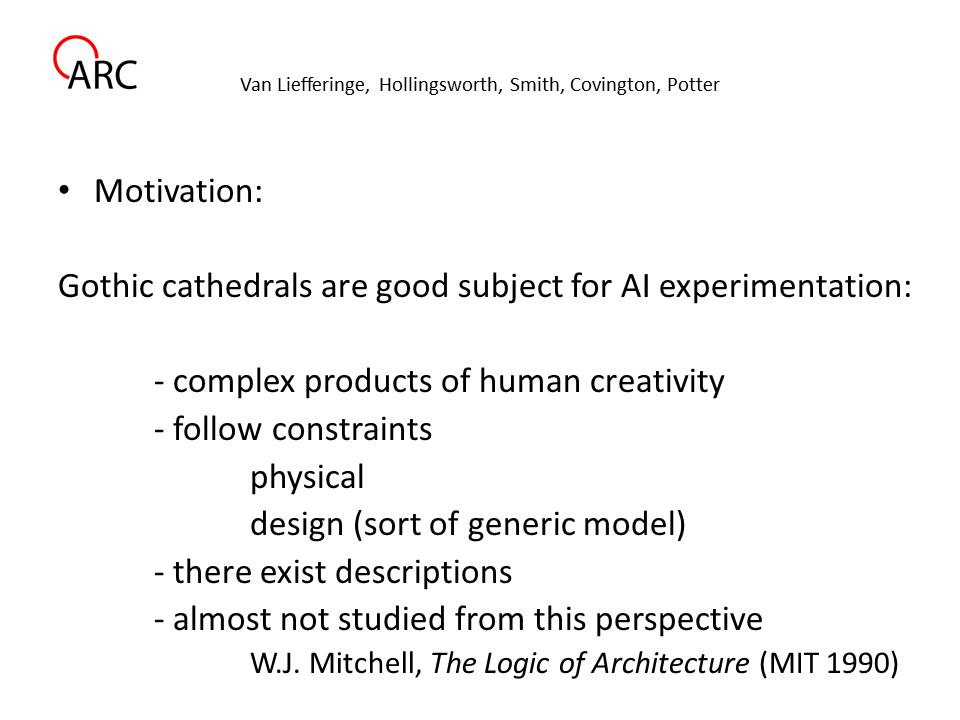 ARC
Van Liefferinge, Hollingsworth, Smith, Covington, Potter
• Motivation:
Gothic cathedrals are good subject for AI experimentation:
- complex products of human creativity
- follow constraints
physical
design (sort of generic model)
- there exist descriptions
- almost not studied from this perspective
W.J. Mitchell, The Logic of Architecture (MIT 1990)